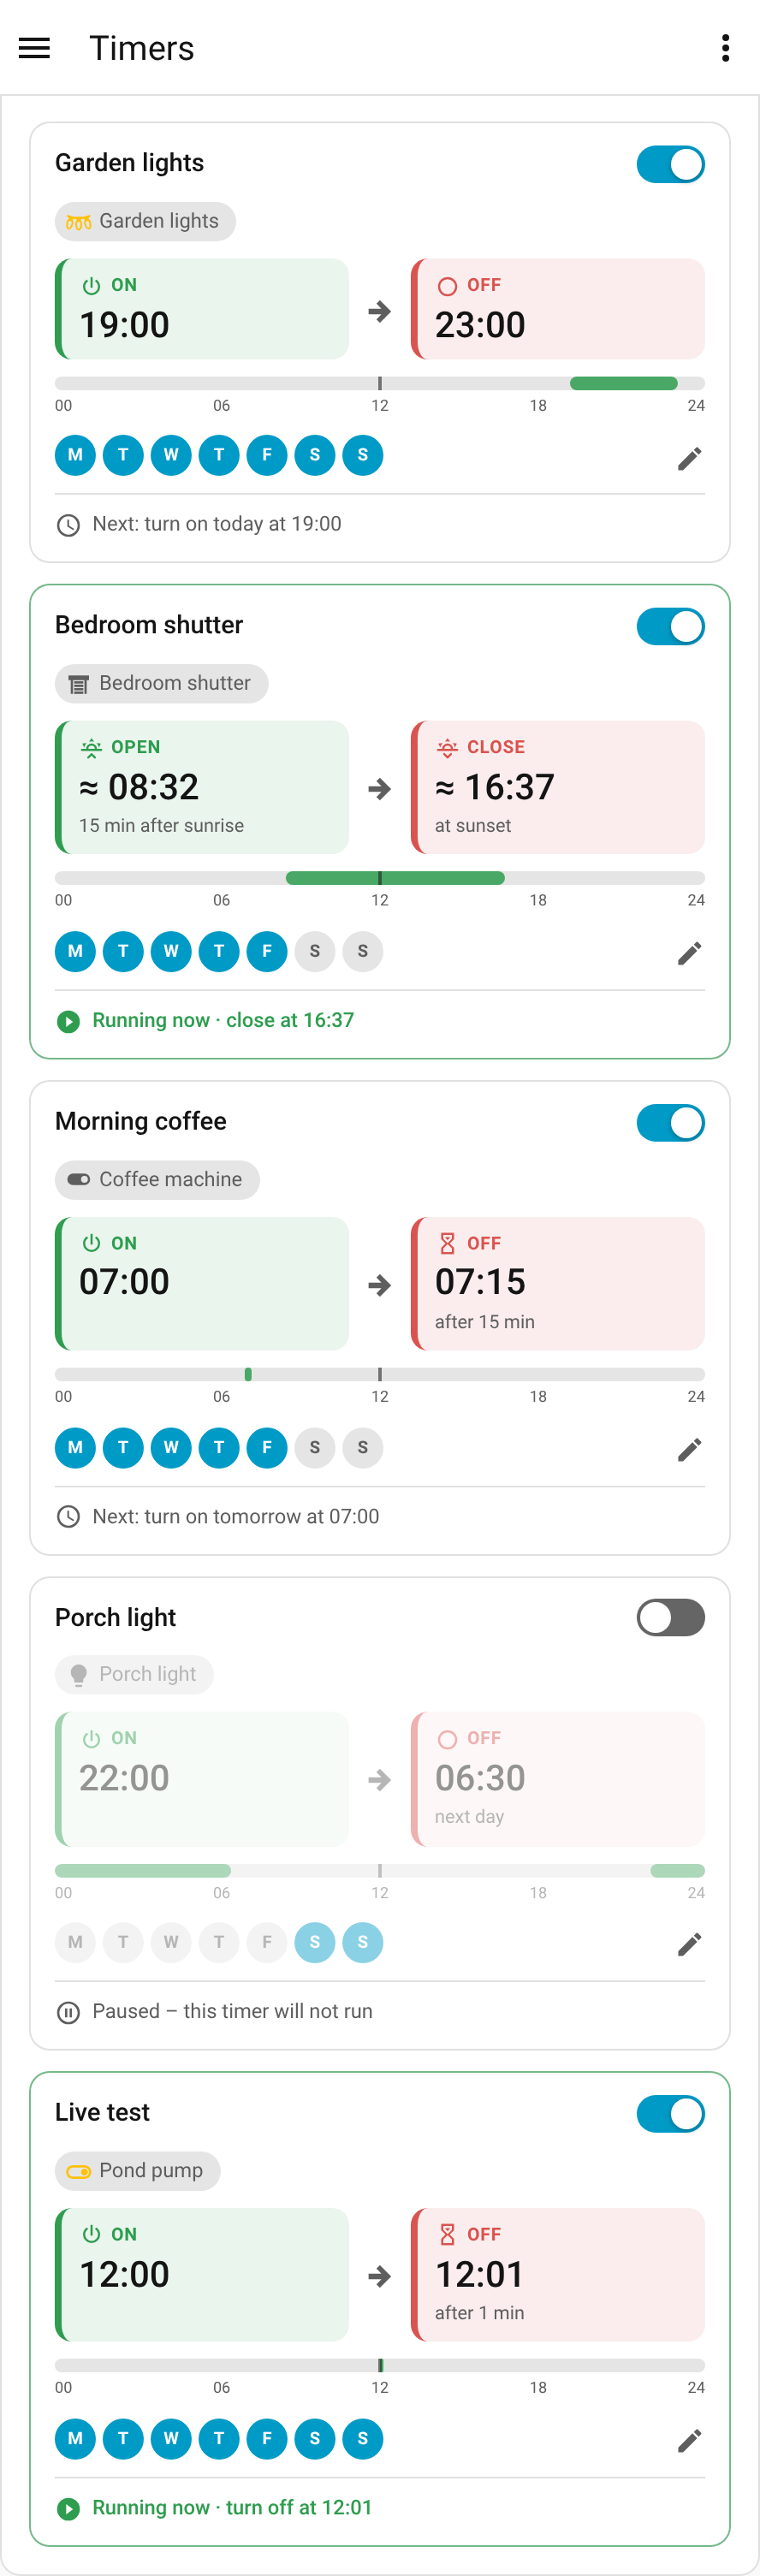 Timers
Garden lights
Garden lights
ON
19:00
OFF
23:00
00 06 12 18 24
M T W T F S S
Next: turn on today at 19:00
Bedroom shutter
Bedroom shutter
OPEN
≈ 08:32
15 min after sunrise
CLOSE
≈ 16:37
at sunset
00 06 12 18 24
M T W T F S S
Running now · close at 16:37
Morning coffee
Coffee machine
ON
07:00
OFF
07:15
after 15 min
00 06 12 18 24
M T W T F S S
Next: turn on tomorrow at 07:00
Porch light
Porch light
ON
22:00
OFF
06:30
next day
00 06 12 18 24
M T W T F S S
Paused – this timer will not run
Live test
Pond pump
ON
12:00
OFF
12:01
after 1 min
00 06 12 18 24
M T W T F S S
Running now · turn off at 12:01